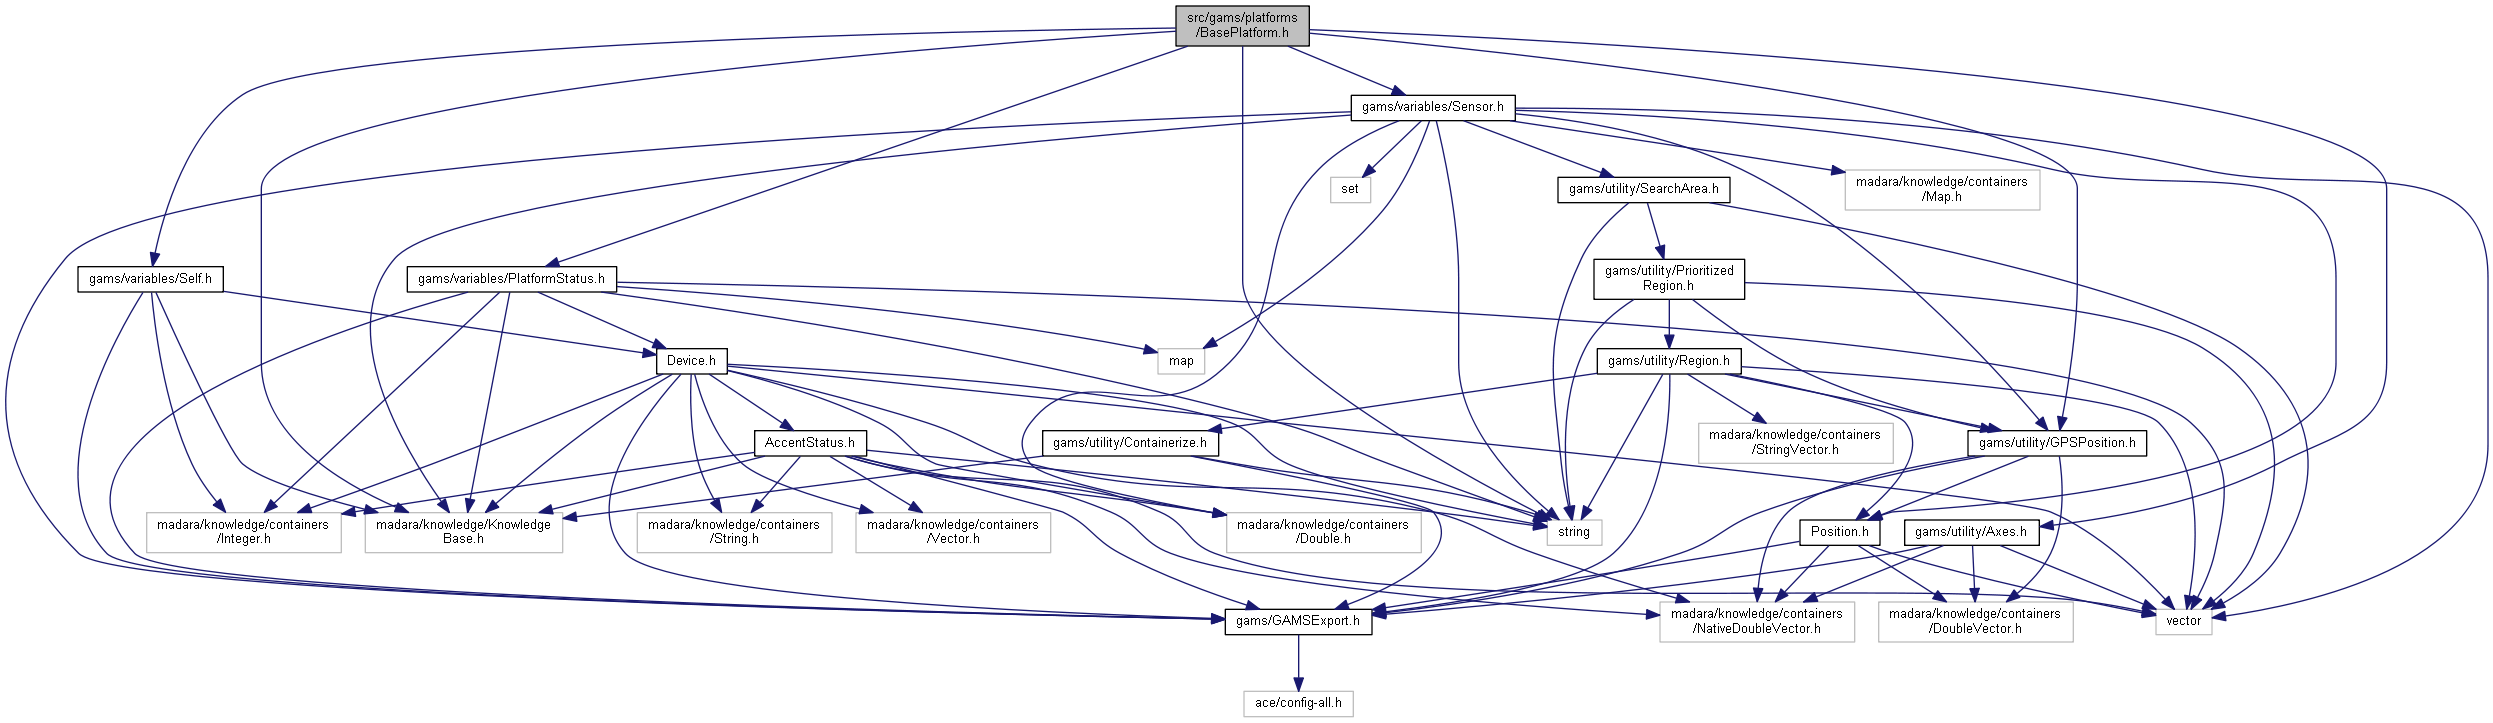 src/gams/platforms
/BasePlatform.h
gams/variables/Sensor.h
set
gams/utility/SearchArea.h
madara/knowledge/containers
/Map.h
gams/variables/Self.h
gams/variables/PlatformStatus.h
gams/utility/Prioritized
Region.h
Device.h
map
gams/utility/Region.h
AccentStatus.h
gams/utility/Containerize.h
madara/knowledge/containers
/StringVector.h
gams/utility/GPSPosition.h
madara/knowledge/containers
/Integer.h
madara/knowledge/Knowledge
Base.h
madara/knowledge/containers
/String.h
madara/knowledge/containers
/Vector.h
madara/knowledge/containers
/Double.h
string
Position.h
gams/utility/Axes.h
gams/GAMSExport.h
madara/knowledge/containers
/NativeDoubleVector.h
madara/knowledge/containers
/DoubleVector.h
vector
ace/config-all.h